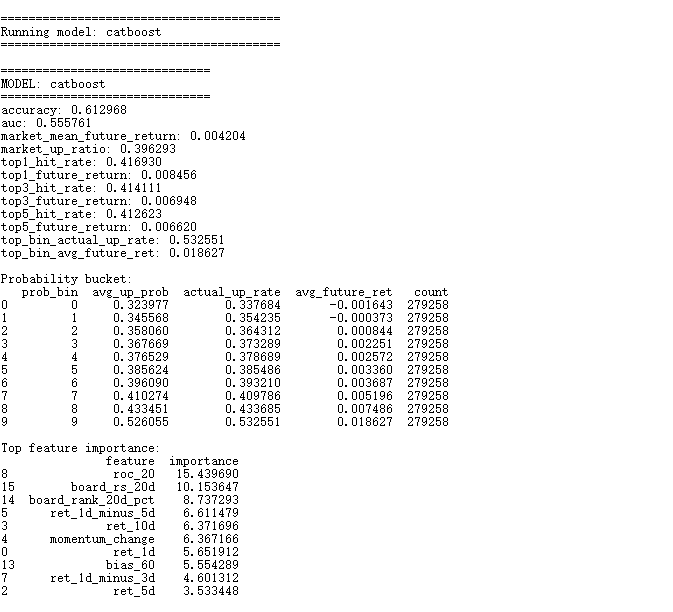 ========================================
Running model: catboost
========================================
==============================
MODEL: catboost
==============================
accuracy: 0.612968
auc: 0.555761
market_mean_future_return: 0.004204
market_up_ratio: 0.396293
top1_hit_rate: 0.416930
top1_future_return: 0.008456
top3_hit_rate: 0.414111
top3_future_return: 0.006948
top5_hit_rate: 0.412623
top5_future_return: 0.006620
top_bin_actual_up_rate: 0.532551
top_bin_avg_future_ret: 0.018627
Probability bucket:
prob_bin avg_up_prob actual_up_rate avg_future_ret count
0 0 0.323977 0.337684 -0.001643 279258
1 1 0.345568 0.354235 -0.000373 279258
2 2 0.358060 0.364312 0.000844 279258
3 3 0.367669 0.373289 0.002251 279258
4 4 0.376529 0.378689 0.002572 279258
5 5 0.385624 0.385486 0.003360 279258
6 6 0.396090 0.393210 0.003687 279258
7 7 0.410274 0.409786 0.005196 279258
8 8 0.433451 0.433685 0.007486 279258
9 9 0.526055 0.532551 0.018627 279258
Top feature importance:
feature importance
8 roc_20 15.439690
15 board_rs_20d 10.153647
14 board_rank_20d_pct 8.737293
5 ret_1d_minus_5d 6.611479
3 ret_10d 6.371696
4 momentum_change 6.367166
0 ret_1d 5.651912
13 bias_60 5.554289
7 ret_1d_minus_3d 4.601312
2 ret_5d 3.533448